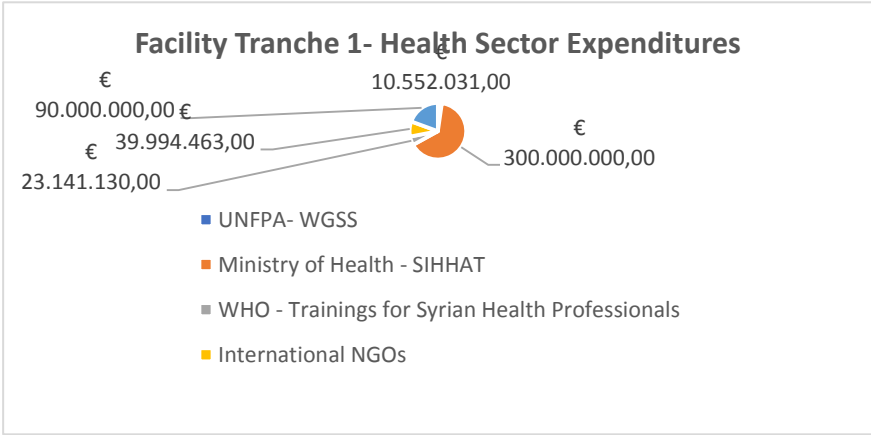 Facility Tranche 1- Health Sector Expenditures
€
10.552.031,00
€
90.000.000,00
€
39.994.463,00
€
300.000.000,00
€
23.141.130,00
UNFPA- WGSS
Ministry of Health - SIHHAT
WHO - Trainings for Syrian Health Professionals
International NGOs